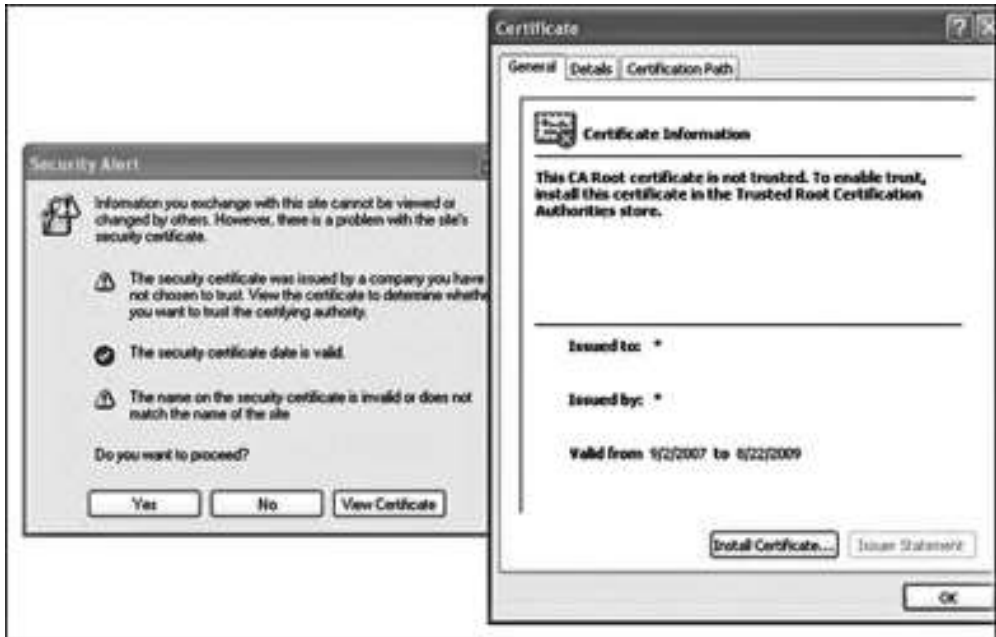 Security Alert
Information you exchange with this site cannot be viewed or
changed by others. However, there is a problem with the site's
security certificate.
The security certificate was issued by a company you have
not chosen to trust. View the certificate to determine whethe
you want to trust the certifying authority.
The security certificate date is valid.
The name on the security certificate is invalid or does not
match the name of the site
Do you want to proceed?
Yes
No
View Certificate
Certificate
General
Details
Certification Path
Certificate Information
This CA Root certificate is not trusted. To enable trust,
install this certificate in the Trusted Root Certification
Authorities store.
Issued to: *
Issued by: *
Valid from 9/2/2007 to 8/22/2009
Install Certificate...
Issuer Statement
OK